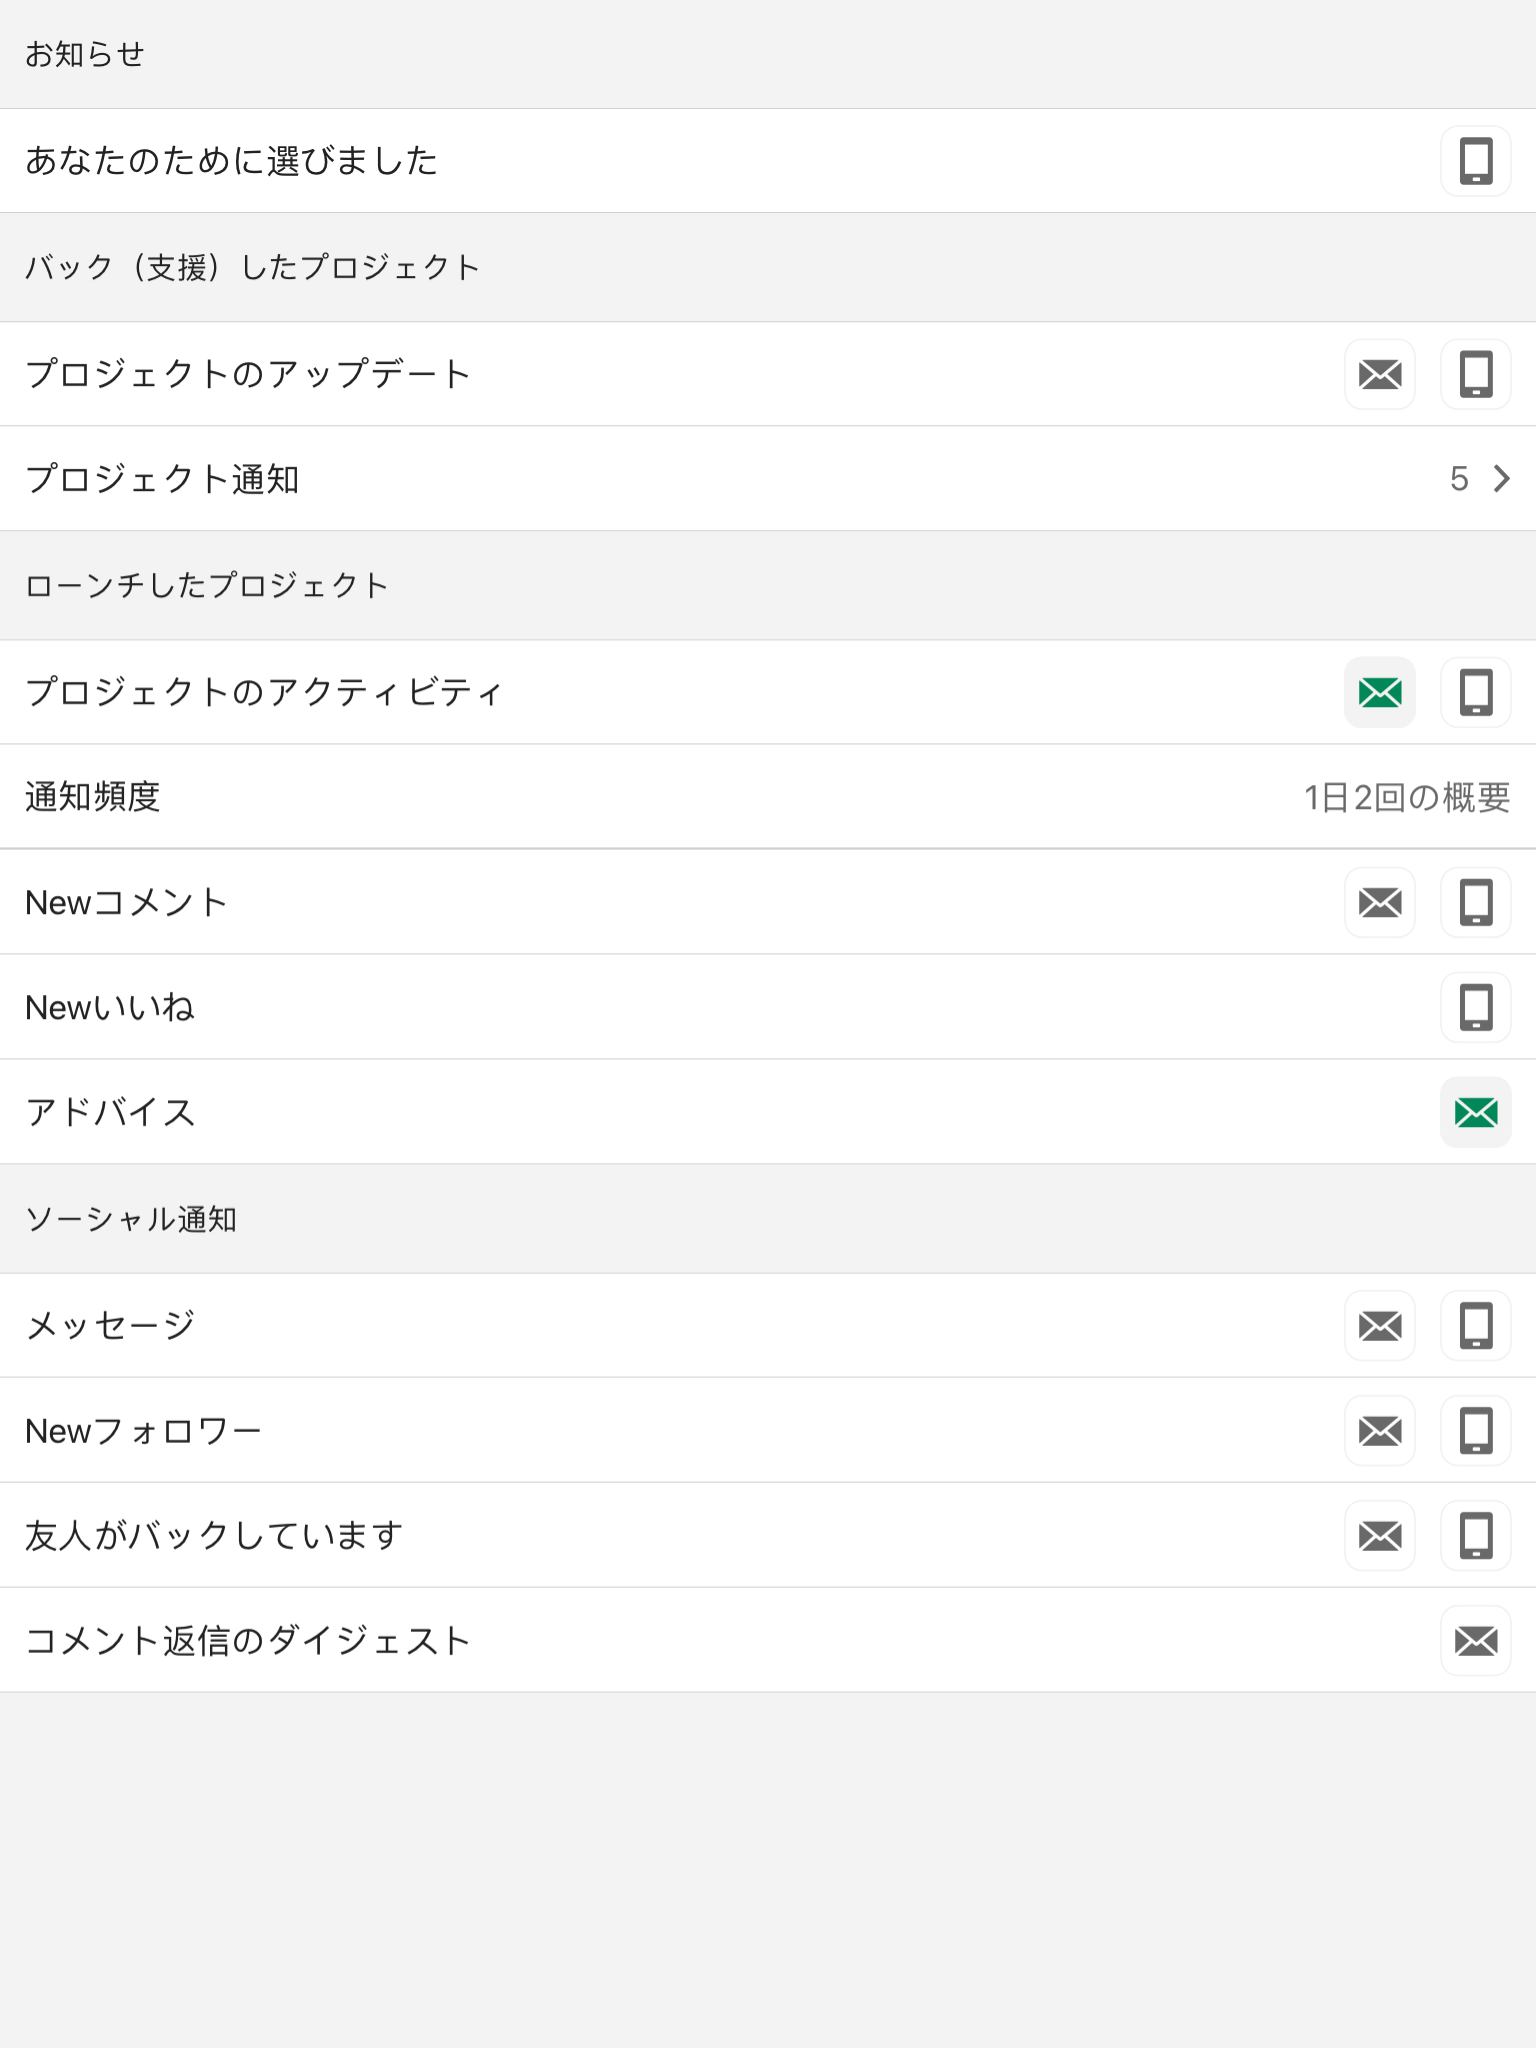 お知らせ
あなたのために選びました
バック（支援）したプロジェクト
プロジェクトのアップデート
プロジェクト通知 5
ローンチしたプロジェクト
プロジェクトのアクティビティ
通知頻度 1日2回の概要
Newコメント
Newいいね
アドバイス
ソーシャル通知
メッセージ
Newフォロワー
友人がバックしています
コメント返信のダイジェスト